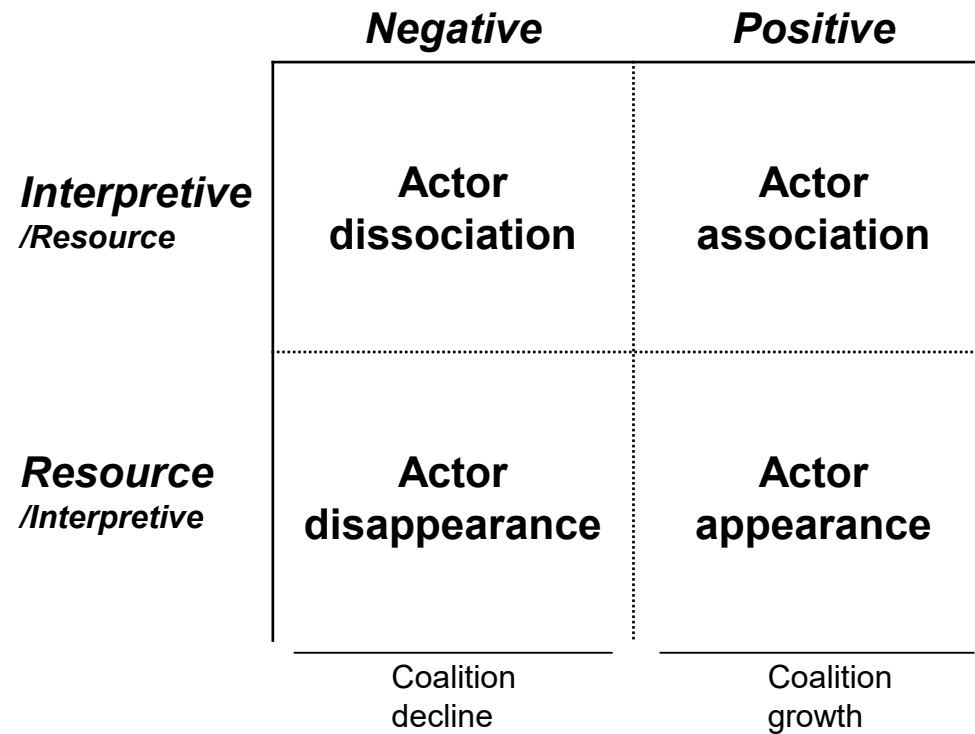 Negative Positive
Interpretive
/Resource
Actor
dissociation
Actor
association
Resource
/Interpretive
Actor
disappearance
Actor
appearance
Coalition
decline
Coalition
growth